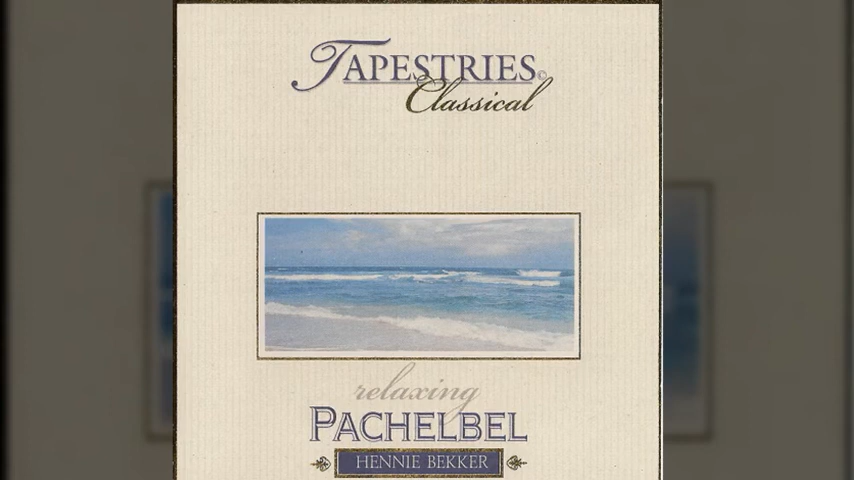 TAPESTRIES©
Classical
relaxing
PACHELBEL
HENNIE BEKKER